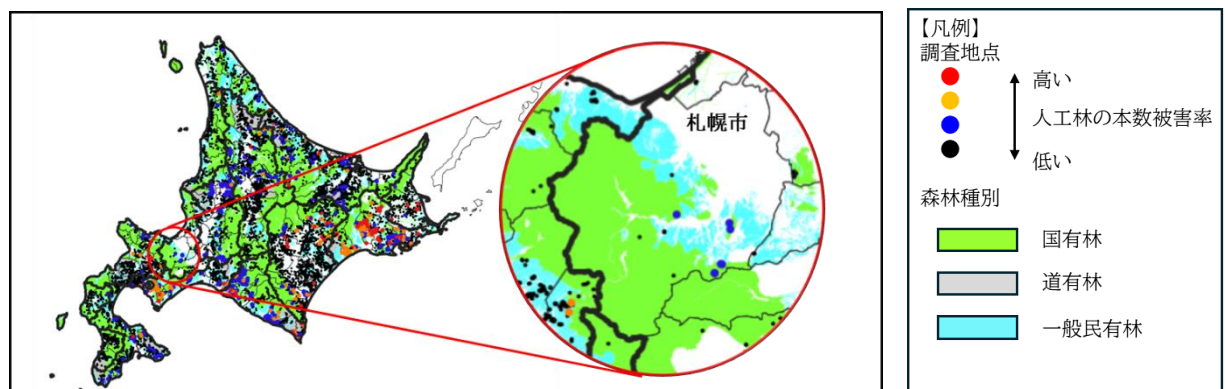 札幌市
【凡例】
調査地点
高い
人工林の本数被害率
低い
森林種別
国有林
道有林
一般民有林